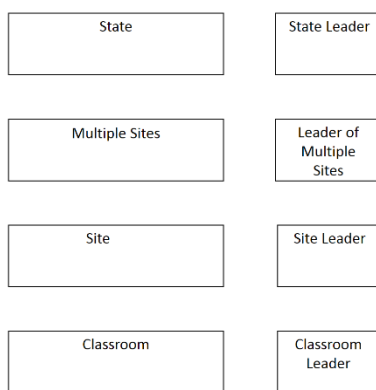 State
State Leader
Multiple Sites
Leader of
Multiple
Sites
Site
Site Leader
Classroom
Classroom
Leader